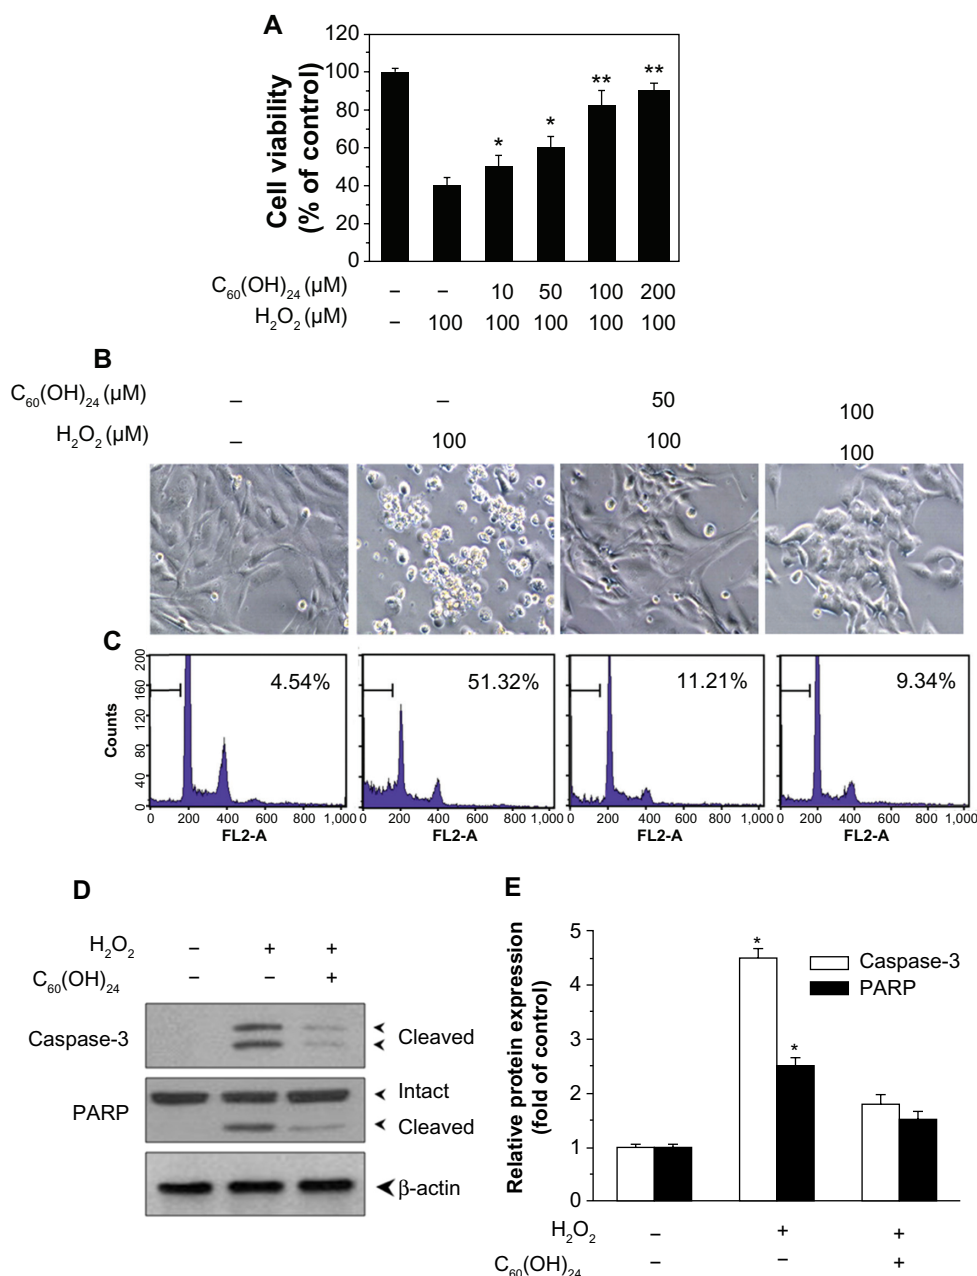 A
120
100
80
60
40
20
0
Cell viability
(% of control)
* * ** **
C₆₀(OH)₂₄ (µM) – – 10 50 100 200
H₂O₂ (µM) – 100 100 100 100 100
B
C₆₀(OH)₂₄ (µM) – – 50 100
H₂O₂ (µM) – 100 100 100
C
Counts
200
160
120
80
40
0
4.54%
51.32%
11.21%
9.34%
0 200 400 600 800 1,000
0 200 400 600 800 1,000
0 200 400 600 800 1,000
0 200 400 600 800 1,000
FL2-A FL2-A FL2-A FL2-A
D
H₂O₂ – + +
C₆₀(OH)₂₄ – – +
Caspase-3
Cleaved
PARP
Intact
Cleaved
β-actin
E
Relative protein expression
(fold of control)
5
4
3
2
1
0
* *
Caspase-3
PARP
H₂O₂ – + +
C₆₀(OH)₂₄ – – +